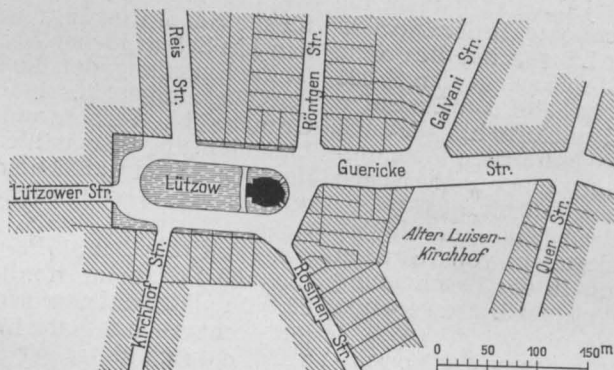 Reis Str.
Röntgen Str.
Galvani Str.
Guericke Str.
Lützower Str.
Lützow
Alter Luisen-
Kirchhof
Quer Str.
Kirchhof Str.
Rosinen Str.
0 50 100 150m